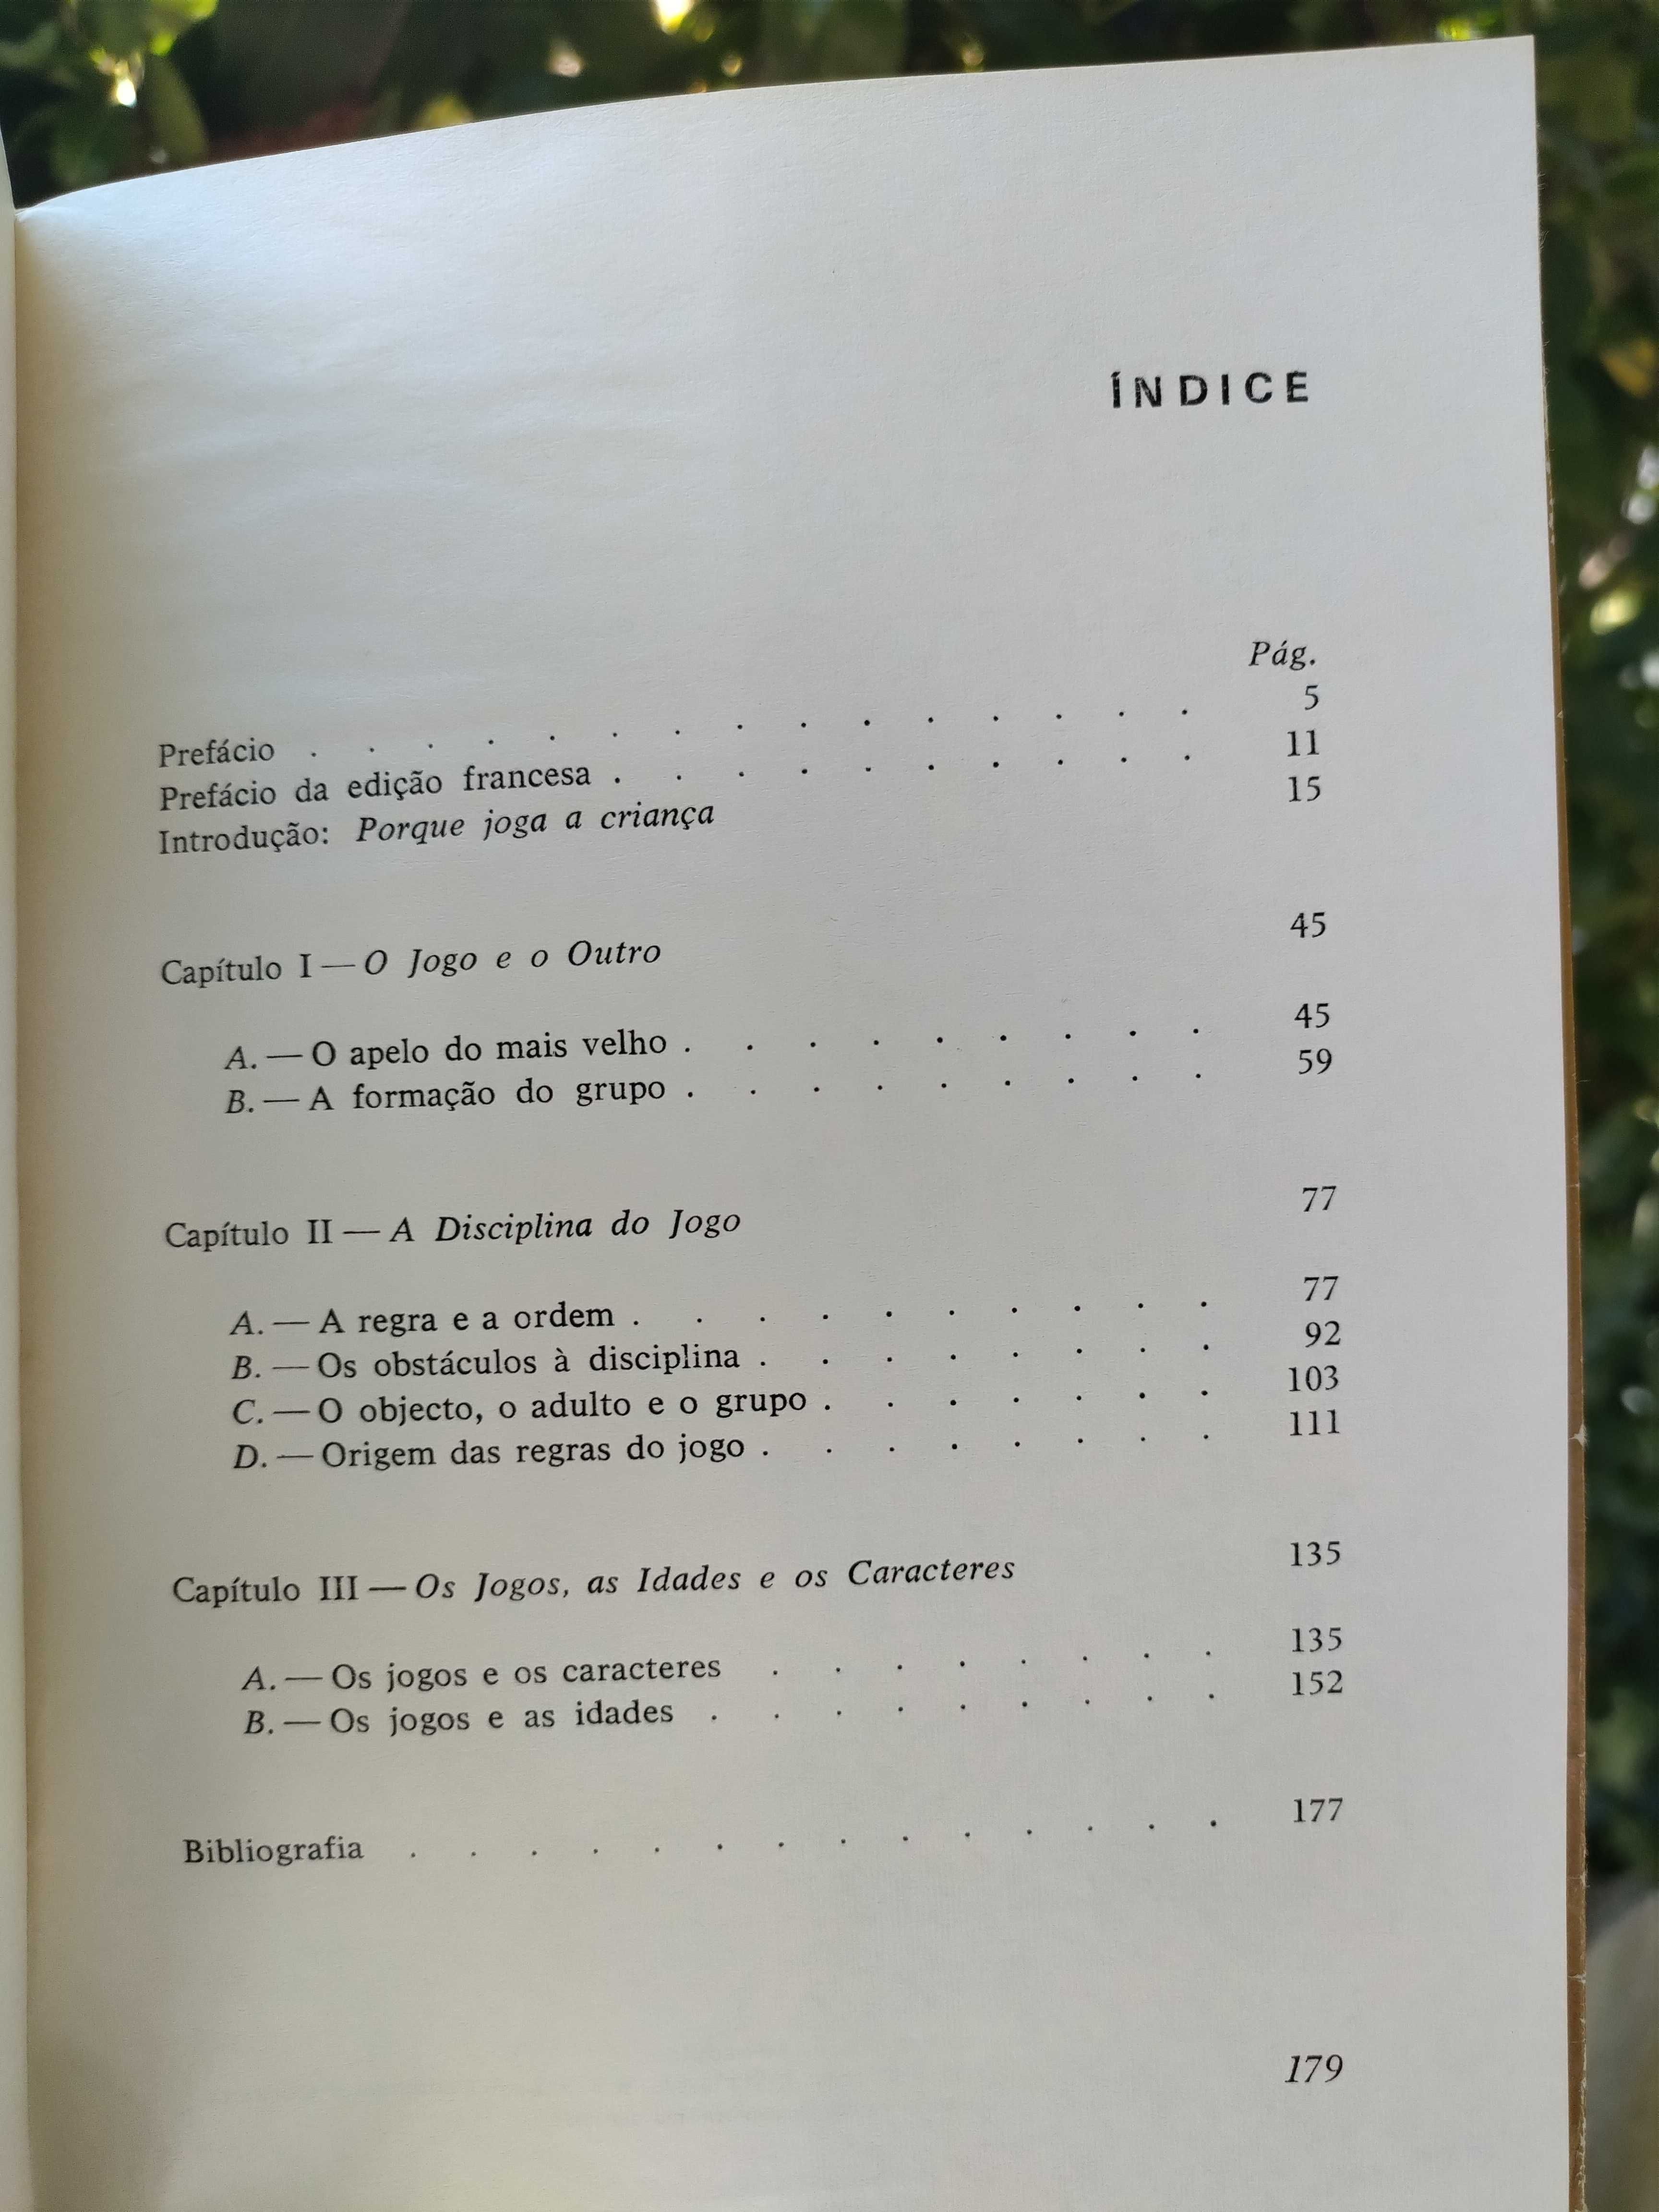 ÍNDICE
Pág.
Prefácio . . . . . . . . . . . . . . . 5
Prefácio da edição francesa . . . . . . . . . . 11
Introdução: Porque joga a criança 15
Capítulo I — O Jogo e o Outro 45
A. — O apelo do mais velho . . . . . . . . . 45
B. — A formação do grupo . . . . . . . . . 59
Capítulo II — A Disciplina do Jogo 77
A. — A regra e a ordem . . . . . . . . . . 77
B. — Os obstáculos à disciplina . . . . . . . . 92
C. — O objecto, o adulto e o grupo . . . . . . . 103
D. — Origem das regras do jogo . . . . . . . . 111
Capítulo III — Os Jogos, as Idades e os Caracteres 135
A. — Os jogos e os caracteres . . . . . . . . 135
B. — Os jogos e as idades . . . . . . . . . 152
Bibliografia . . . . . . . . . . . . . . 177
179